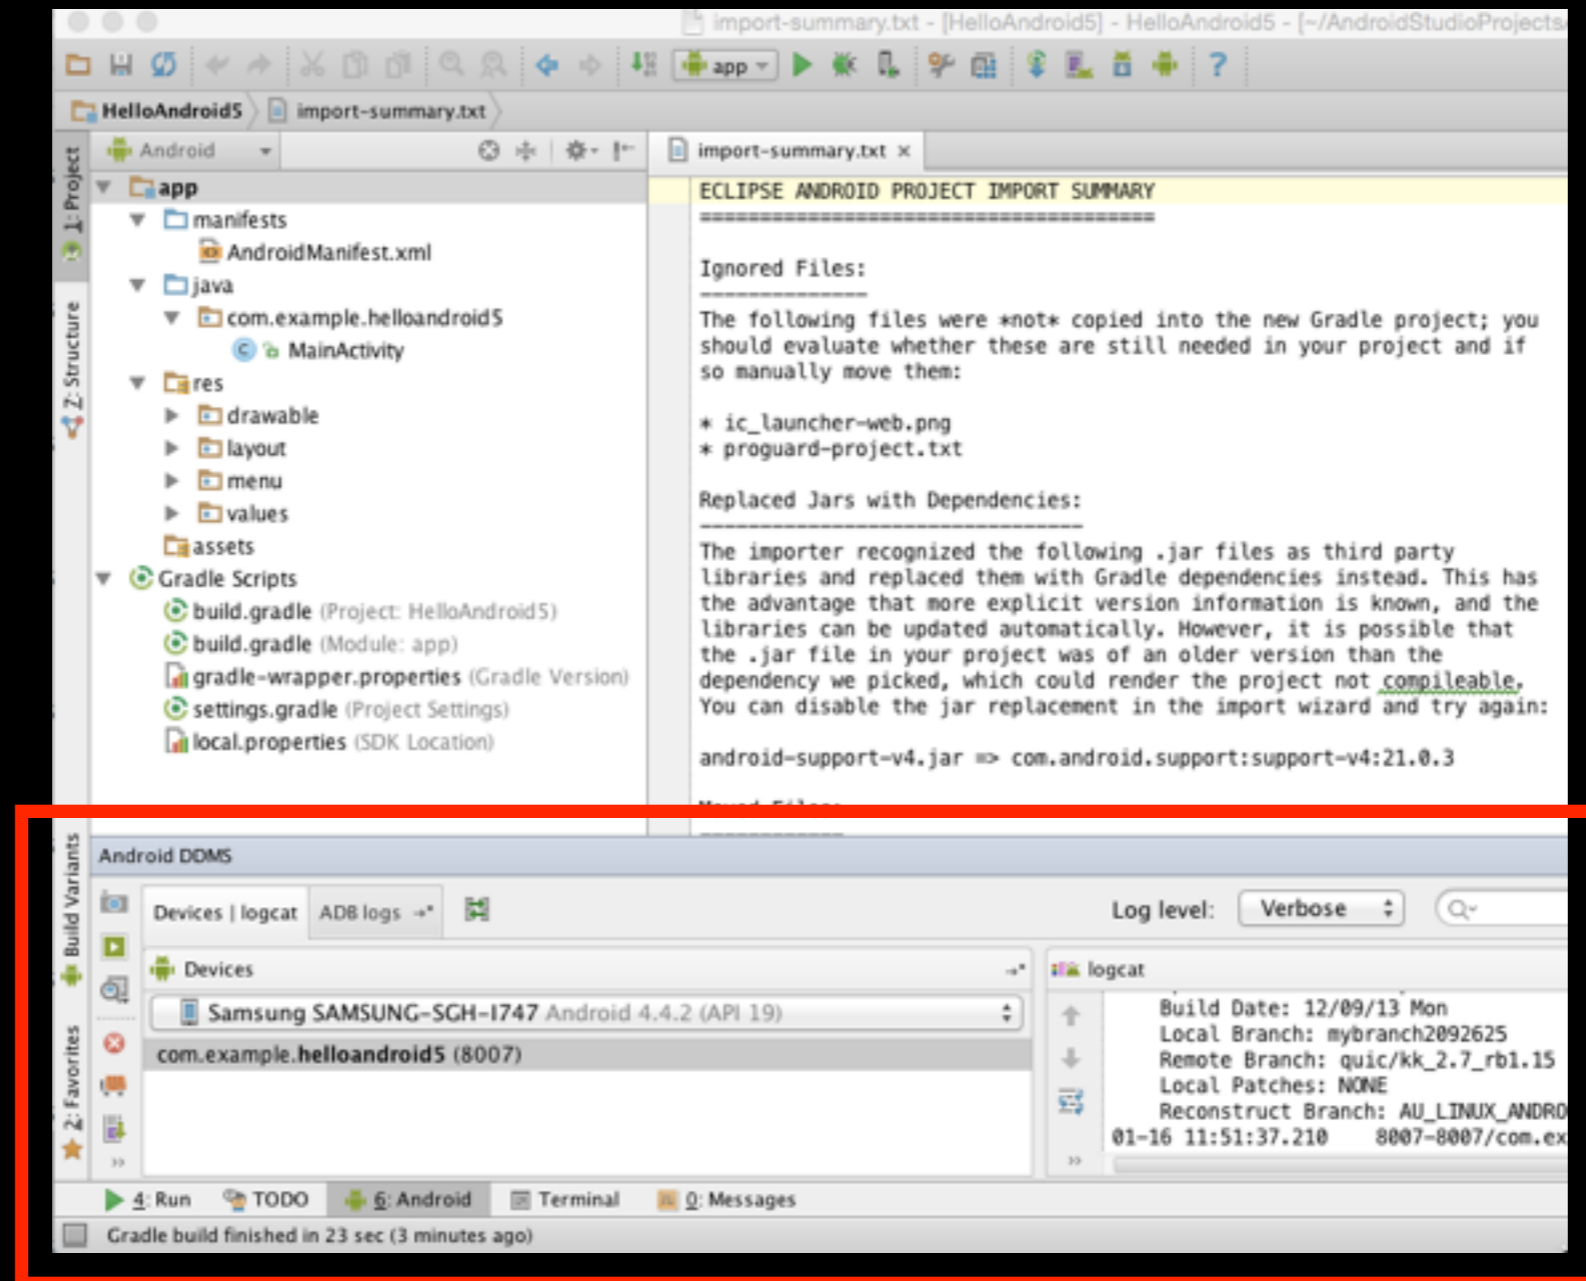 import-summary.txt - [HelloAndroid5] - HelloAndroid5 - [~/AndroidStudioProjects/
app
?
HelloAndroid5
import-summary.txt
1: Project
Z: Structure
Build Variants
2: Favorites
Android
app
manifests
AndroidManifest.xml
java
com.example.helloandroid5
MainActivity
res
drawable
layout
menu
values
assets
Gradle Scripts
build.gradle (Project: HelloAndroid5)
build.gradle (Module: app)
gradle-wrapper.properties (Gradle Version)
settings.gradle (Project Settings)
local.properties (SDK Location)
import-summary.txt ×
ECLIPSE ANDROID PROJECT IMPORT SUMMARY
======================================
Ignored Files:
--------------
The following files were *not* copied into the new Gradle project; you
should evaluate whether these are still needed in your project and if
so manually move them:
* ic_launcher-web.png
* proguard-project.txt
Replaced Jars with Dependencies:
--------------------------------
The importer recognized the following .jar files as third party
libraries and replaced them with Gradle dependencies instead. This has
the advantage that more explicit version information is known, and the
libraries can be updated automatically. However, it is possible that
the .jar file in your project was of an older version than the
dependency we picked, which could render the project not compileable.
You can disable the jar replacement in the import wizard and try again:
android-support-v4.jar => com.android.support:support-v4:21.0.3
Android DDMS
Devices | logcat
ADB logs
Log level:
Verbose
Devices
Samsung SAMSUNG-SGH-I747 Android 4.4.2 (API 19)
com.example.helloandroid5 (8007)
logcat
Build Date: 12/09/13 Mon
Local Branch: mybranch2092625
Remote Branch: quic/kk_2.7_rb1.15
Local Patches: NONE
Reconstruct Branch: AU_LINUX_ANDRO
01-16 11:51:37.210 8007-8007/com.ex
4: Run
TODO
6: Android
Terminal
0: Messages
Gradle build finished in 23 sec (3 minutes ago)